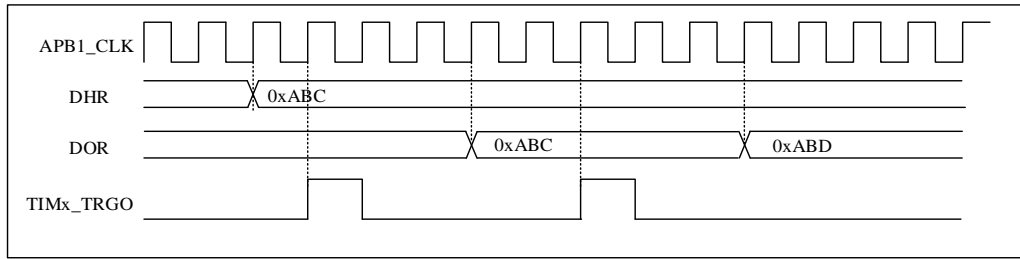 APB1_CLK
DHR 0xABC
DOR 0xABC 0xABD
TIMx_TRGO